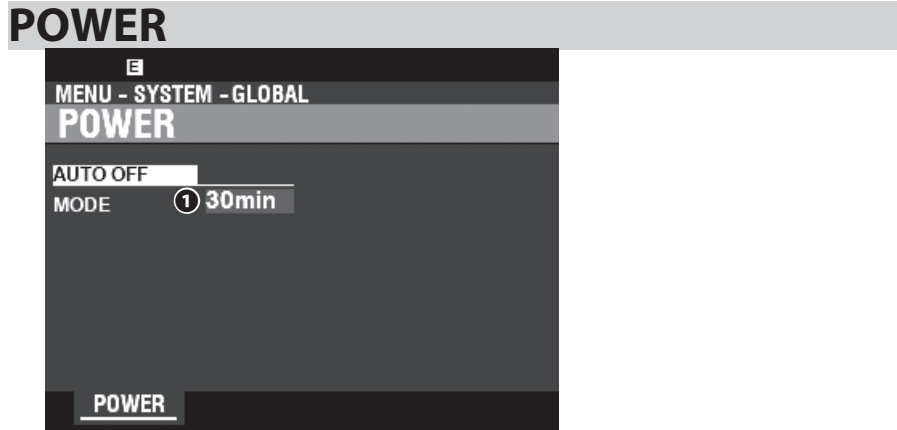 POWER
E
MENU - SYSTEM - GLOBAL
POWER
AUTO OFF
MODE 1 30min
POWER